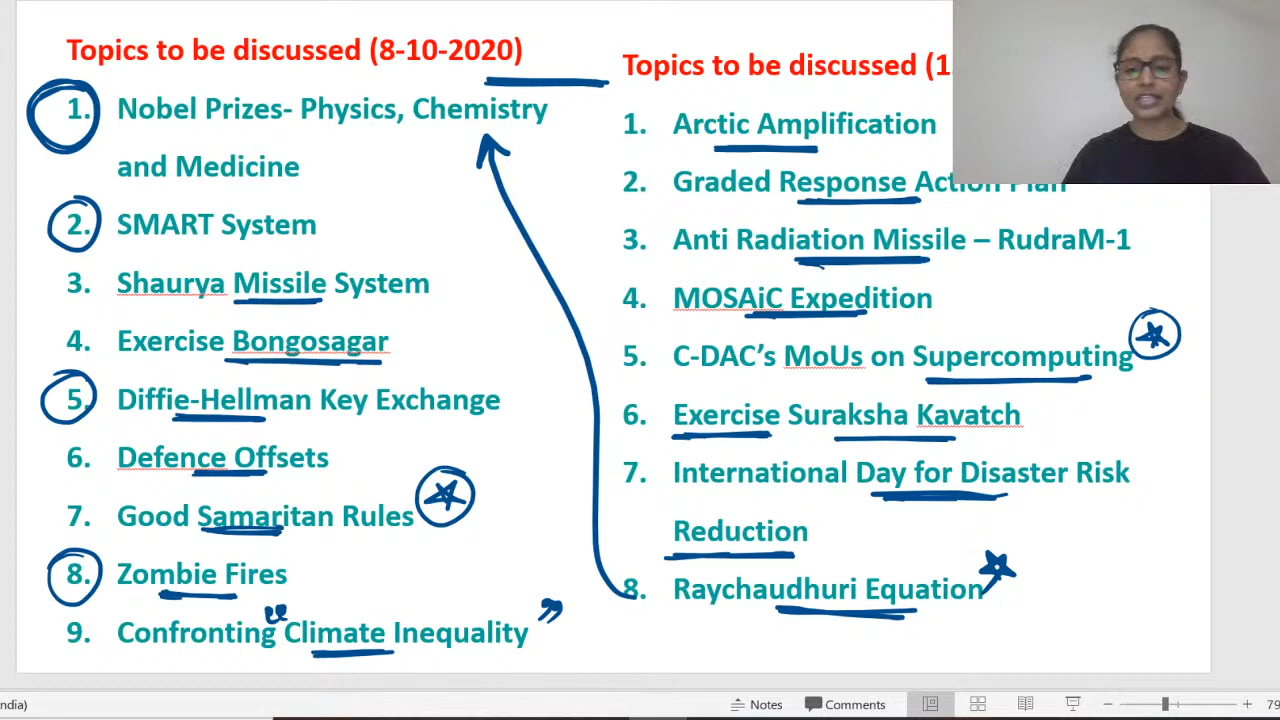 Topics to be discussed (8-10-2020)
1. Nobel Prizes- Physics, Chemistry
and Medicine
2. SMART System
3. Shaurya Missile System
4. Exercise Bongosagar
5. Diffie-Hellman Key Exchange
6. Defence Offsets
7. Good Samaritan Rules
8. Zombie Fires
9. Confronting “Climate Inequality”
Topics to be discussed (1
1. Arctic Amplification
2. Graded Response Action Plan
3. Anti Radiation Missile – RudraM-1
4. MOSAiC Expedition
5. C-DAC’s MoUs on Supercomputing
6. Exercise Suraksha Kavatch
7. International Day for Disaster Risk
Reduction
8. Raychaudhuri Equation
ndia)
Notes
Comments
79